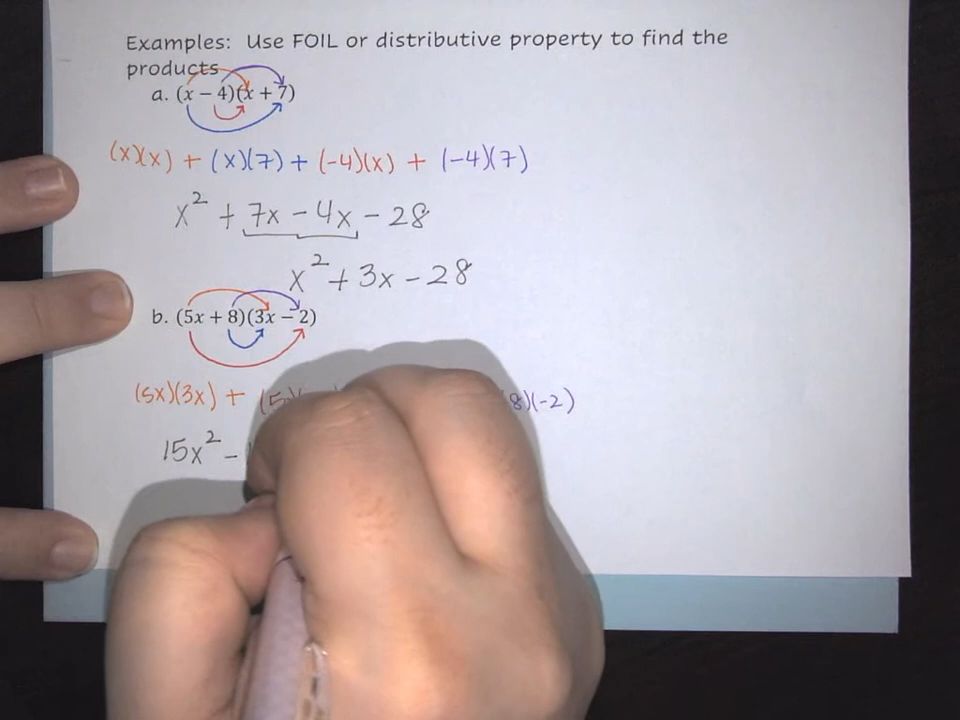 Examples: Use FOIL or distributive property to find the
products
a. (x − 4)(x + 7)
(x)(x) + (x)(7) + (-4)(x) + (-4)(7)
x² + 7x − 4x − 28
x² + 3x − 28
b. (5x + 8)(3x − 2)
(5x)(3x) + (5 8)(-2)
15x² −